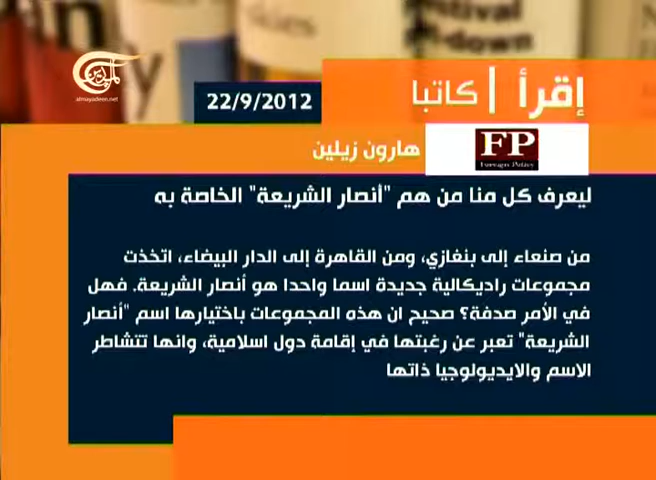 الميادين
almayadeen.net
إقرأ | كاتبا
22/9/2012
FP
Foreign Policy
هارون زيلين
ليعرف كل منا من هم "أنصار الشريعة" الخاصة به
من صنعاء إلى بنغازي، ومن القاهرة إلى الدار البيضاء، اتخذت
مجموعات راديكالية جديدة اسما واحدا هو أنصار الشريعة. فهل
في الأمر صدفة؟ صحيح ان هذه المجموعات باختيارها اسم "أنصار
الشريعة" تعبر عن رغبتها في إقامة دول اسلامية، وانها تتشاطر
الاسم والايديولوجيا ذاتها